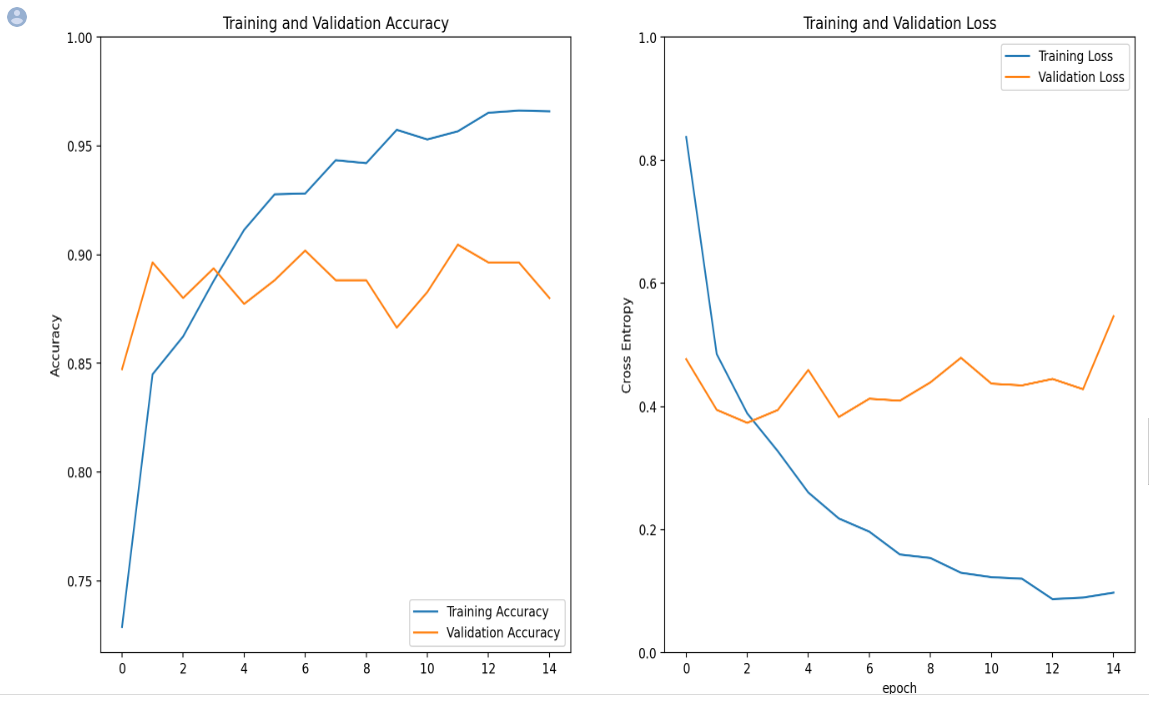 Training and Validation Accuracy
1.00
0.95
0.90
0.85
0.80
0.75
Accuracy
Training Accuracy
Validation Accuracy
0 2 4 6 8 10 12 14
Training and Validation Loss
1.0
0.8
0.6
0.4
0.2
0.0
Cross Entropy
Training Loss
Validation Loss
0 2 4 6 8 10 12 14
epoch